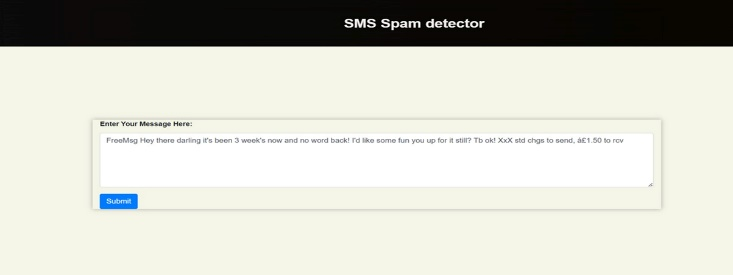 SMS Spam detector
Enter Your Message Here:
FreeMsg Hey there darling it's been 3 week's now and no word back! I'd like some fun you up for it still? Tb ok! XxX std chgs to send, â£1.50 to rcv
Submit